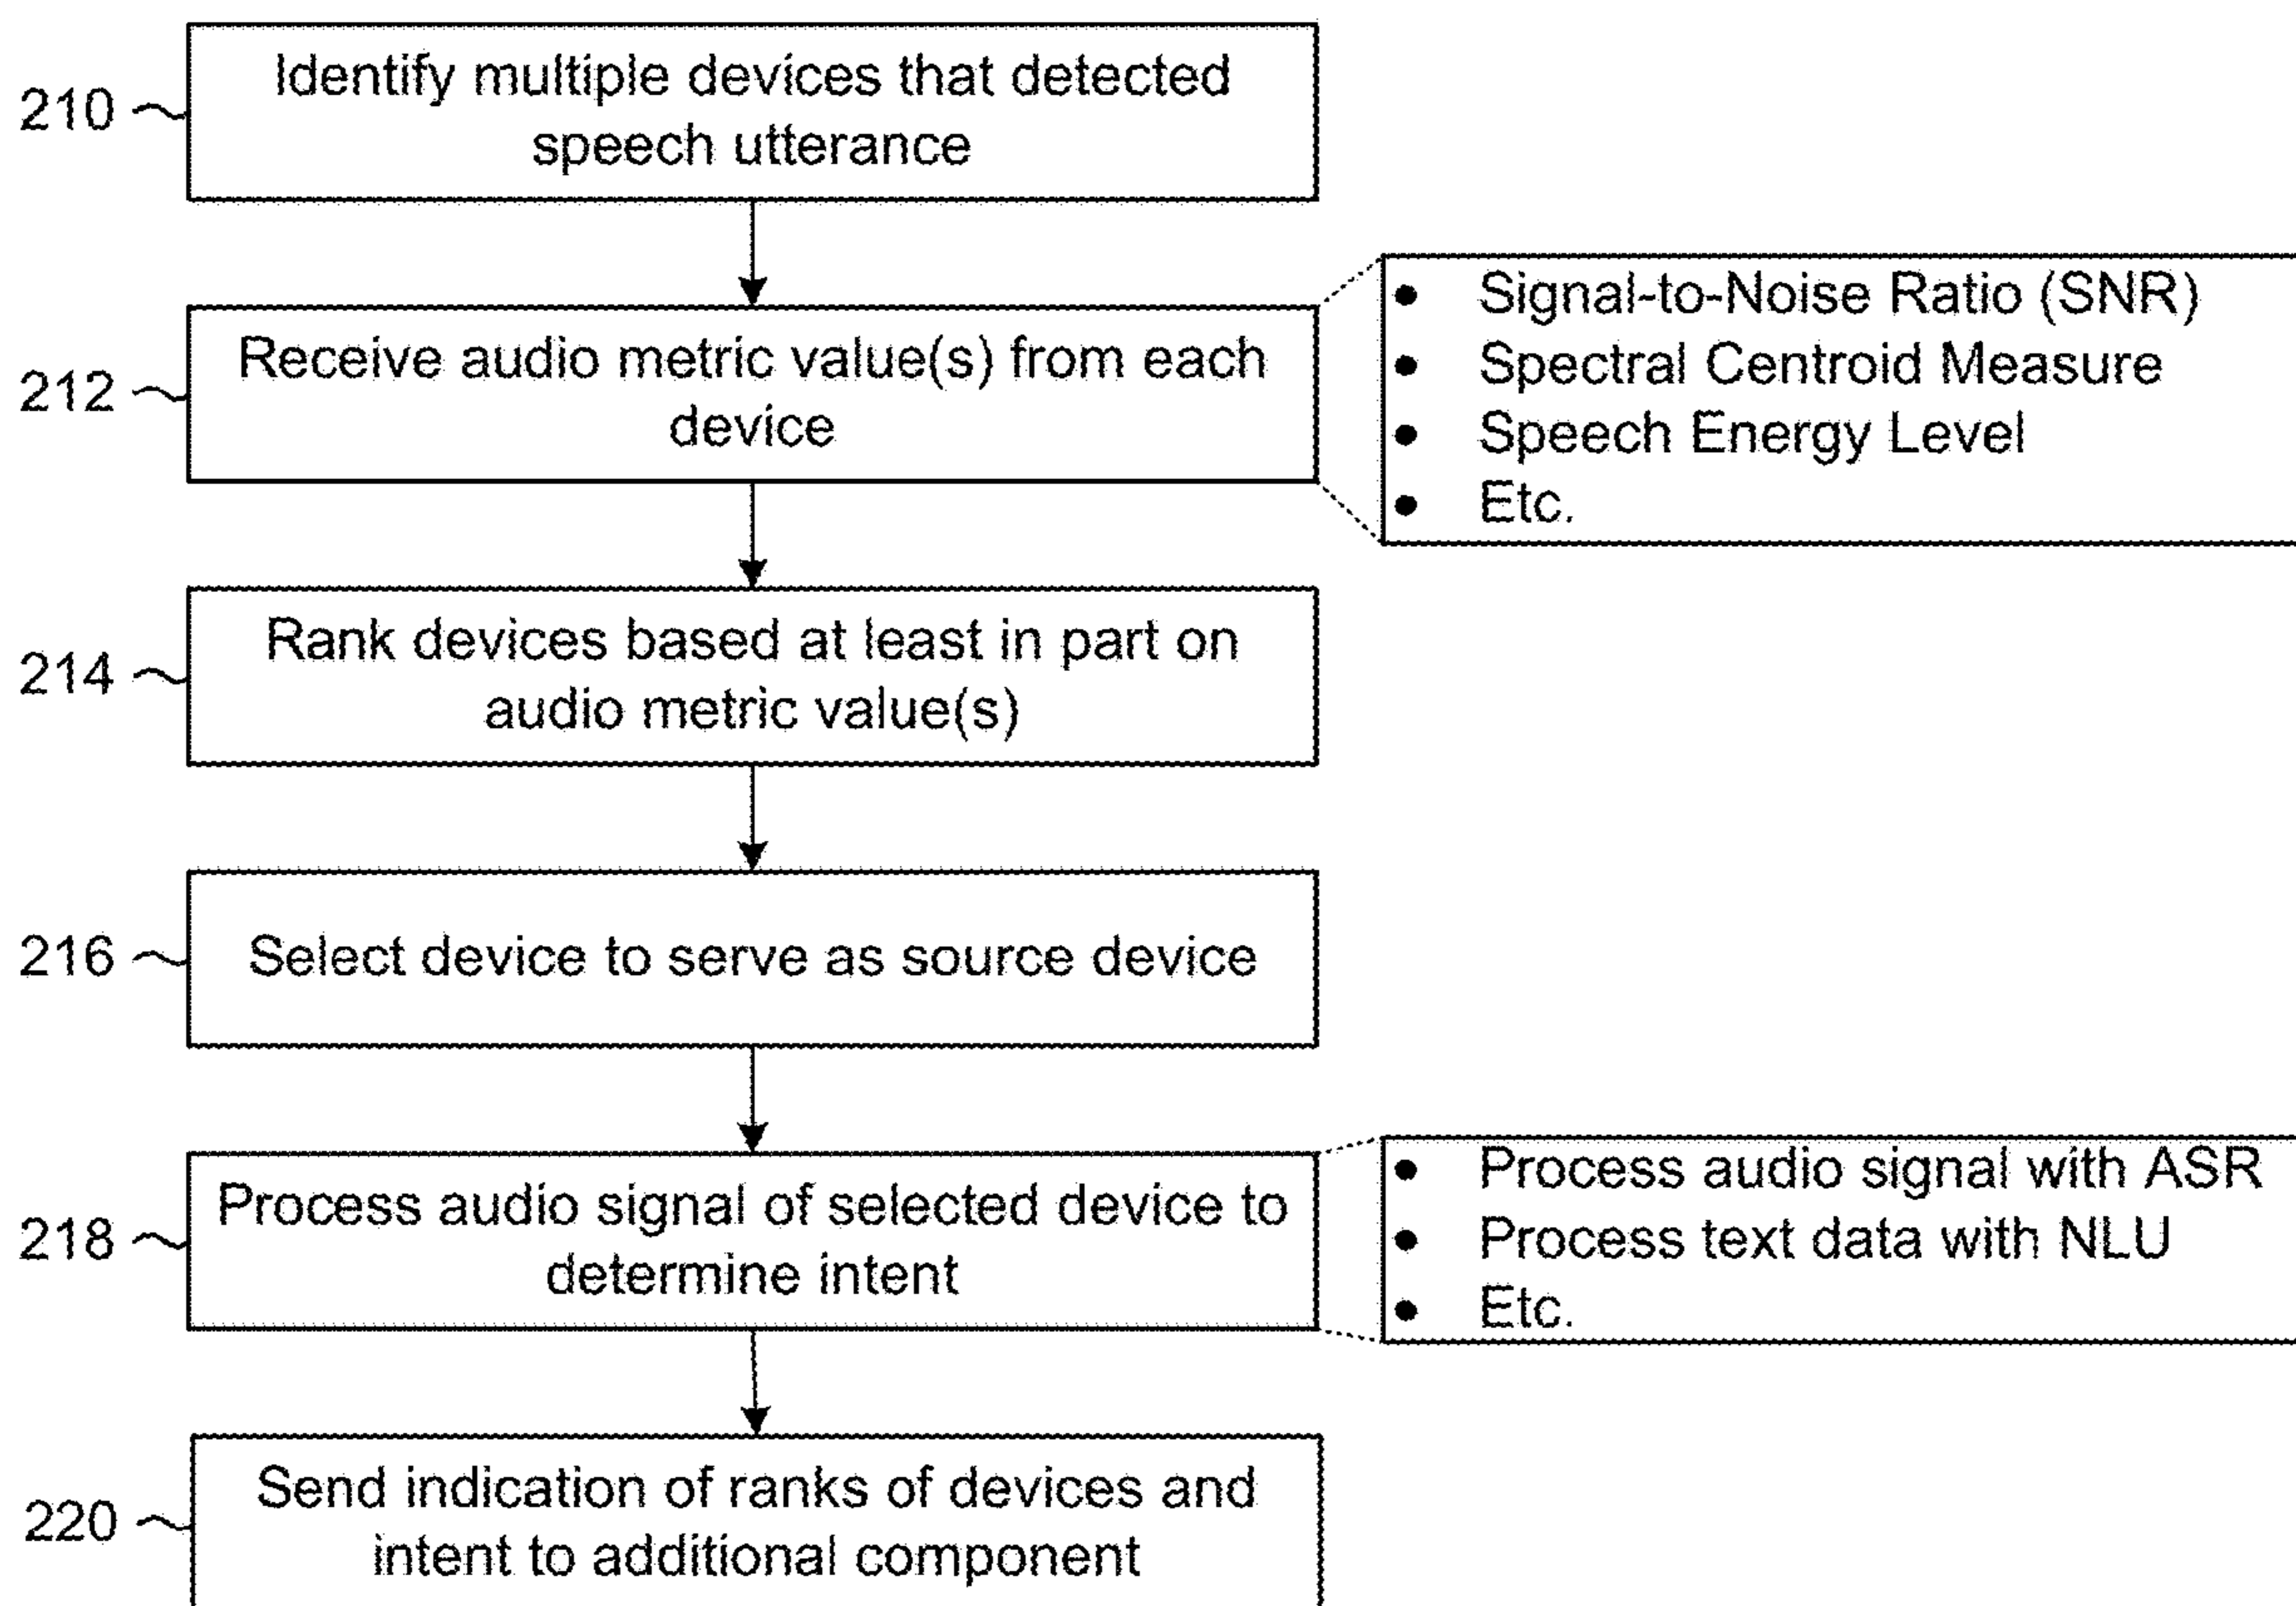 210
Identify multiple devices that detected
speech utterance
212
Receive audio metric value(s) from each
device
• Signal-to-Noise Ratio (SNR)
• Spectral Centroid Measure
• Speech Energy Level
• Etc.
214
Rank devices based at least in part on
audio metric value(s)
216
Select device to serve as source device
218
Process audio signal of selected device to
determine intent
• Process audio signal with ASR
• Process text data with NLU
• Etc.
220
Send indication of ranks of devices and
intent to additional component